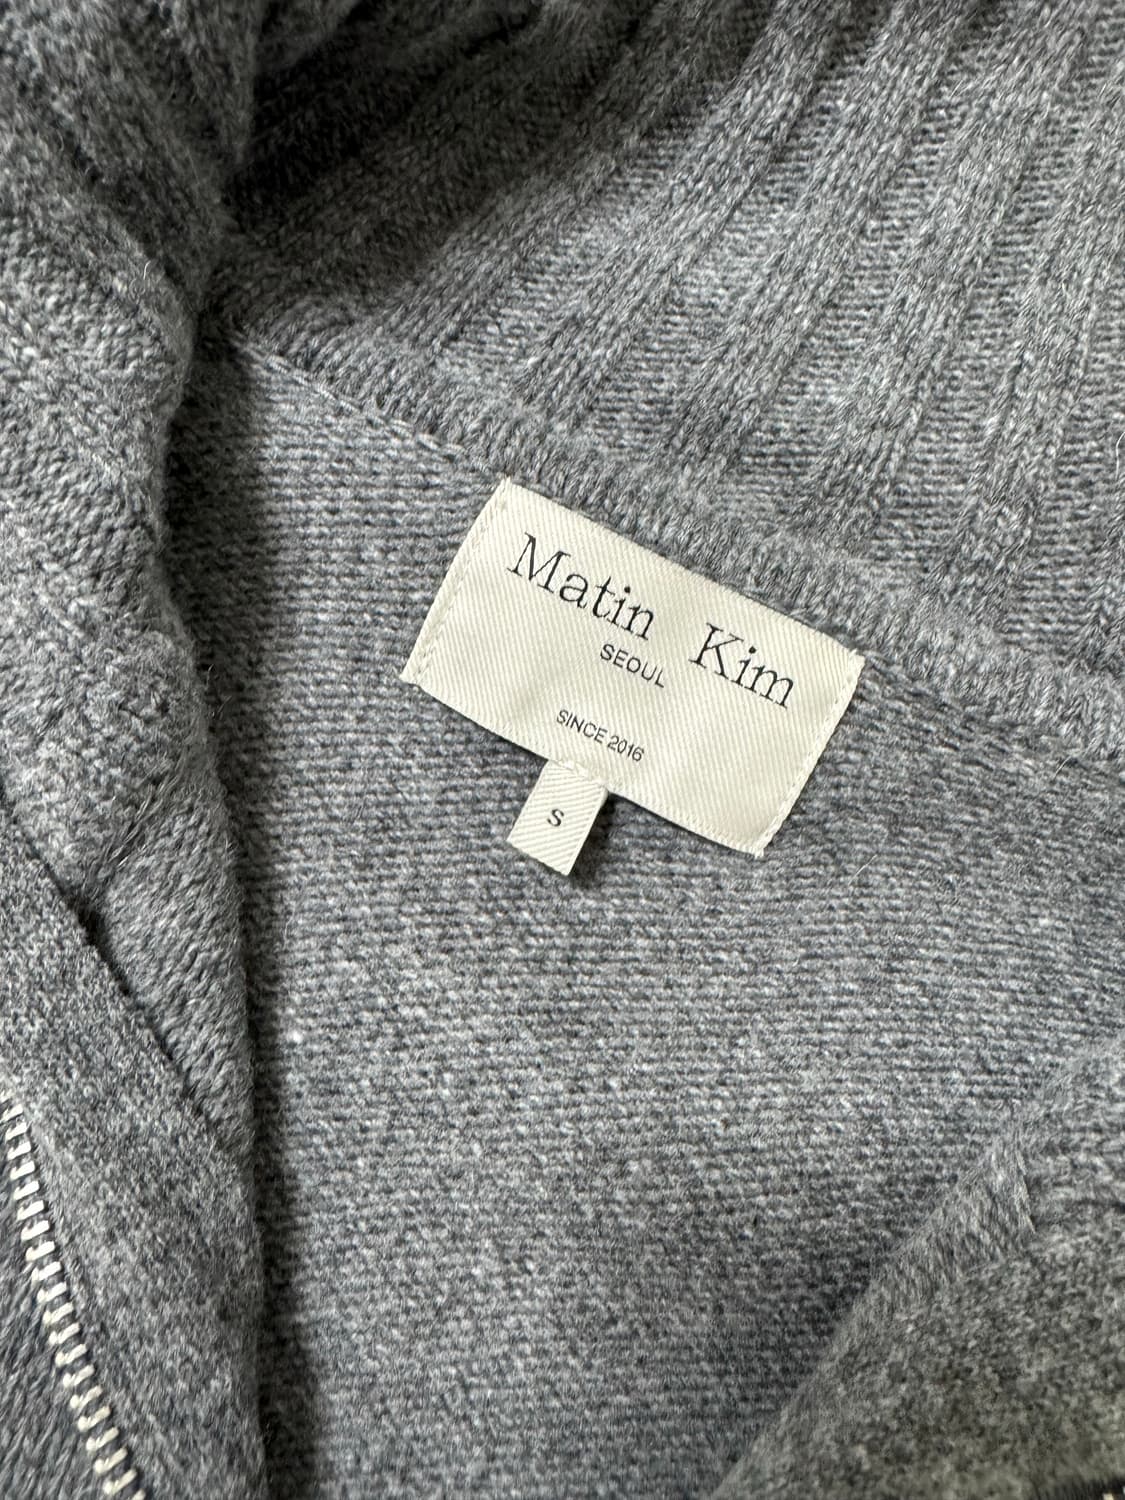 Matin Kim
SEOUL
SINCE 2016
S